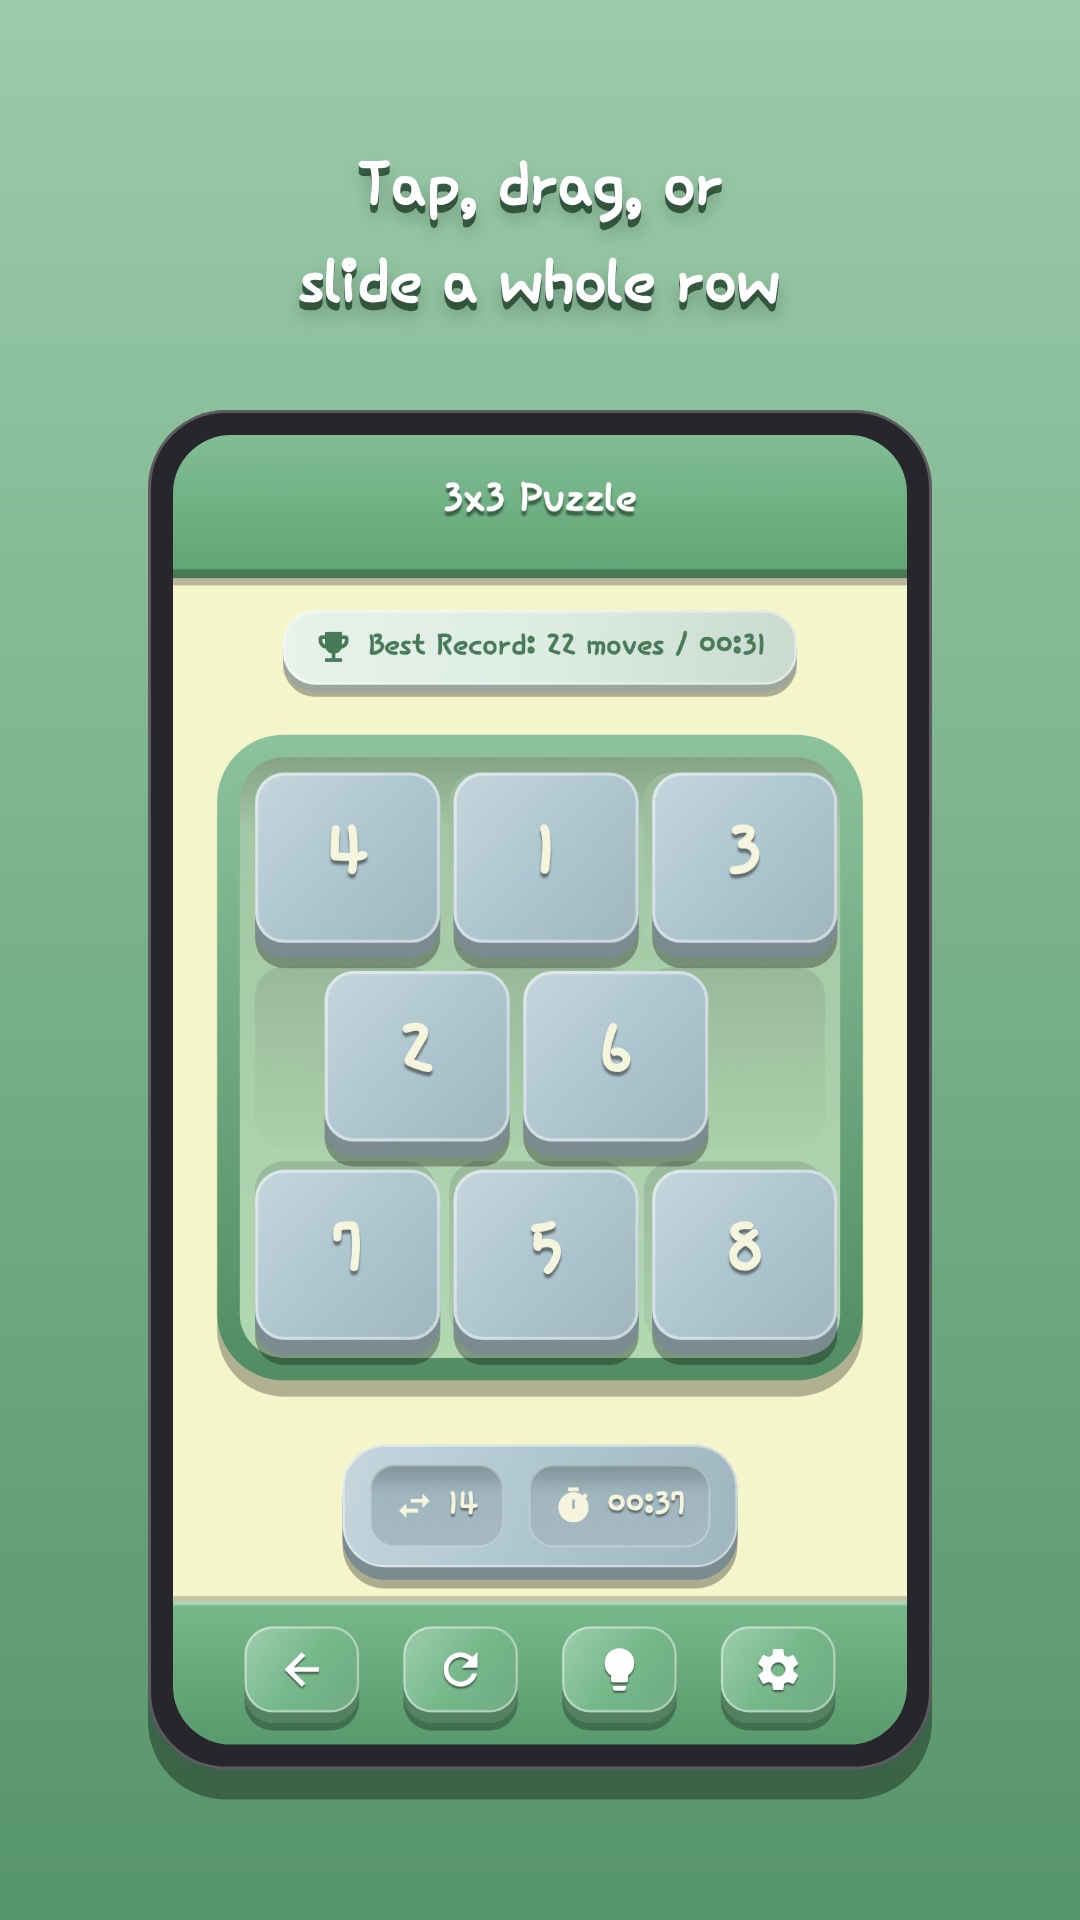 Tap, drag, or
slide a whole row
3x3 Puzzle
Best Record: 22 moves / 00:31
4 1 3
2 6
7 5 8
14 00:37